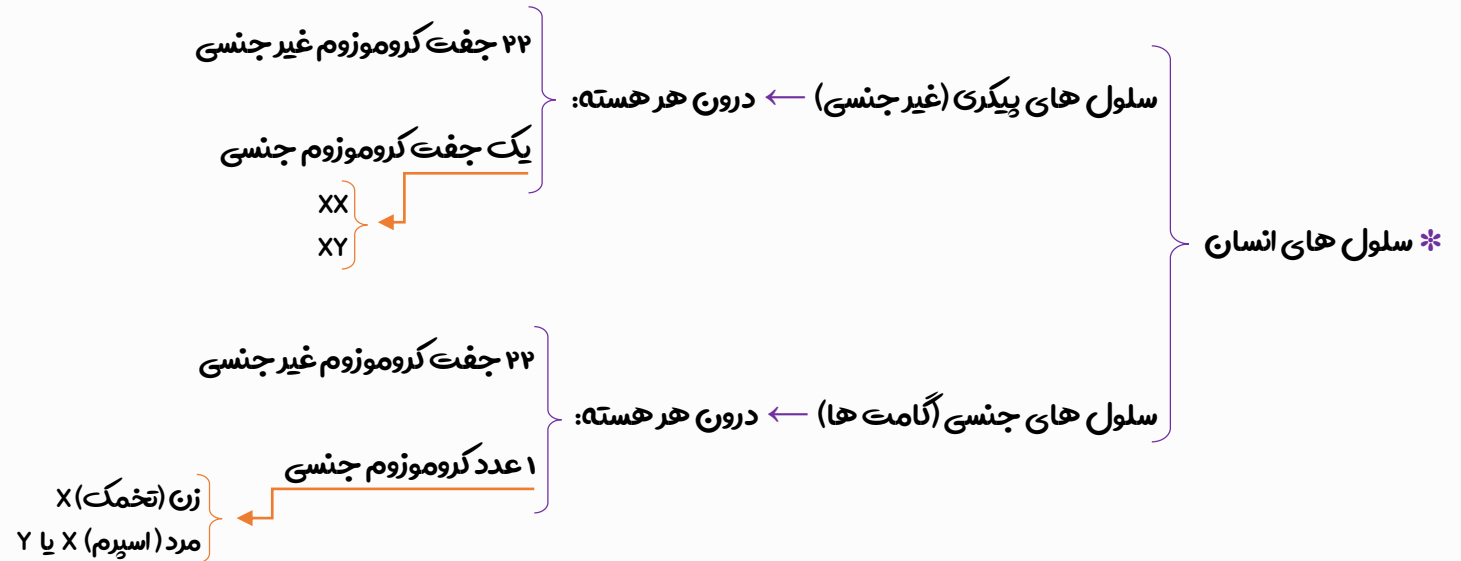 * سلول های انسان
سلول های پیکری (غیر جنسی) ← درون هر هسته:
۲۲ جفت کروموزوم غیر جنسی
یک جفت کروموزوم جنسی
XX
XY
سلول های جنسی (گامت ها) ← درون هر هسته:
۲۲ جفت کروموزوم غیر جنسی
۱ عدد کروموزوم جنسی
زن (تخمک) X
مرد (اسپرم) X یا Y